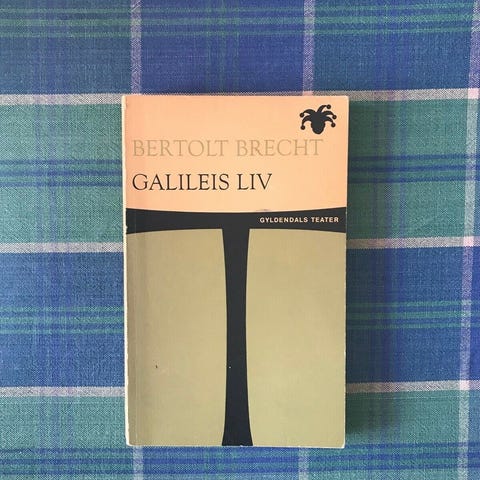 BERTOLT BRECHT
GALILEIS LIV
GYLDENDALS TEATER